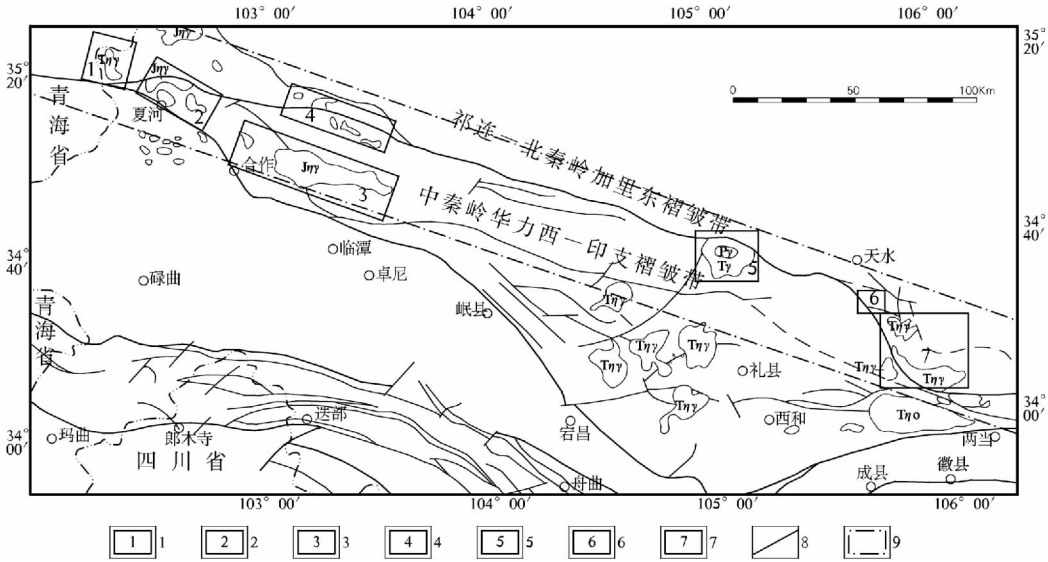 103° 00′
104° 00′
105° 00′
106° 00′
35° 20′
35° 20′
34° 40′
34° 40′
34° 00′
34° 00′
0 50 100Km
祁连—北秦岭加里东褶皱带
中秦岭华力西—印支褶皱带
青海省
青海省
四川省
Jηγ
Tηγ
1
Jηγ
2
夏河
4
合作
Jηγ
3
临潭
卓尼
碌曲
岷县
Tηγ
Tγ
5
天水
6
Tηγ
Tηγ
Tηγ
Tηγ
Tηγ
Tηγ
Tηγ
Tηγ
Tηo
礼县
西和
宕昌
迭部
郎木寺
玛曲
舟曲
成县
徽县
两当
103° 00′
104° 00′
105° 00′
106° 00′
1 1 2 2 3 3 4 4 5 5 6 6 7 7 8 9